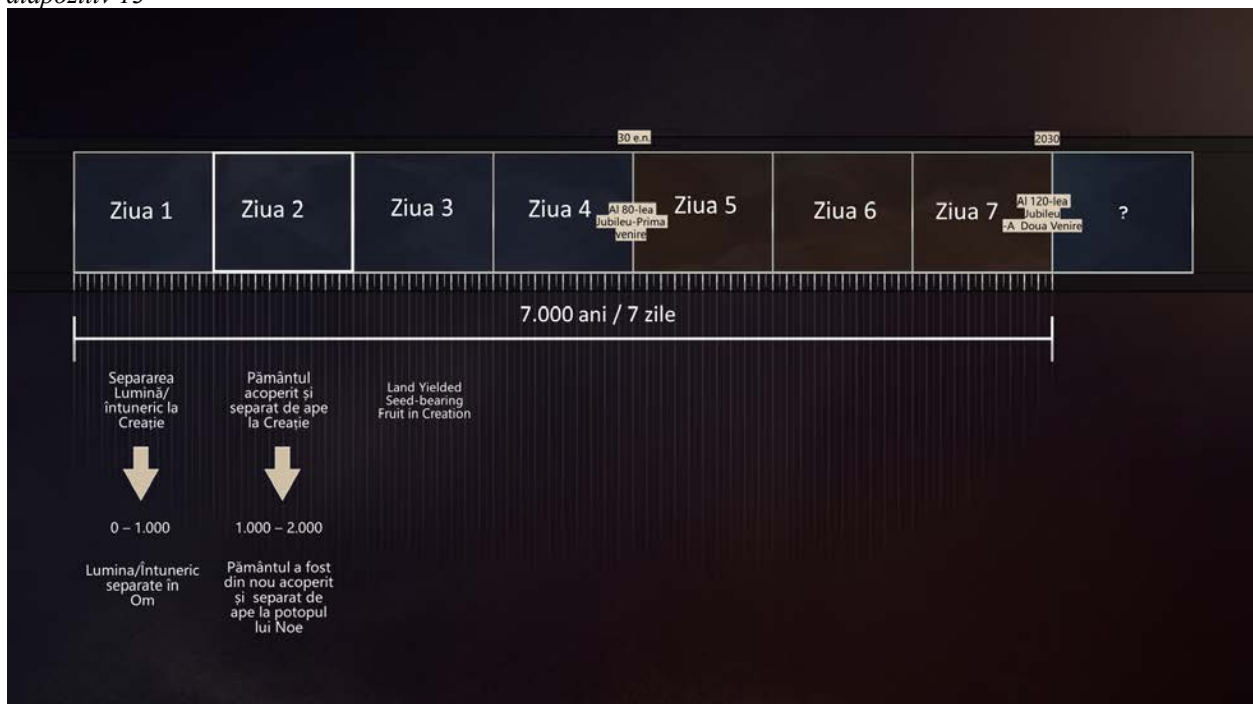 diapozitiv 13
30 e.n.
2030
Ziua 1
Ziua 2
Ziua 3
Ziua 4
Al 80-lea
Jubileu-Prima
venire
Ziua 5
Ziua 6
Ziua 7
Al 120-lea
Jubileu
-A Doua Venire
?
7.000 ani / 7 zile
Separarea
Lumină/
întuneric la
Creație
Pământul
acoperit și
separat de ape
la Creație
Land Yielded
Seed-bearing
Fruit in Creation
0 – 1.000
1.000 – 2.000
Lumina/Întuneric
separate în
Om
Pământul a fost
din nou acoperit
și separat de
ape la potopul
lui Noe